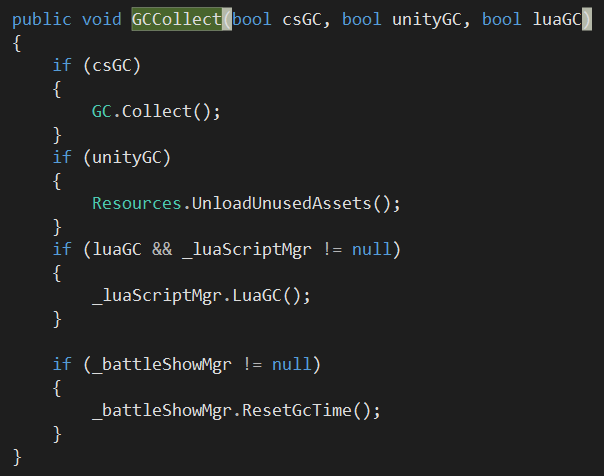 public void GCCollect(bool csGC, bool unityGC, bool luaGC)
{
    if (csGC)
    {
        GC.Collect();
    }
    if (unityGC)
    {
        Resources.UnloadUnusedAssets();
    }
    if (luaGC && _luaScriptMgr != null)
    {
        _luaScriptMgr.LuaGC();
    }

    if (_battleShowMgr != null)
    {
        _battleShowMgr.ResetGcTime();
    }
}